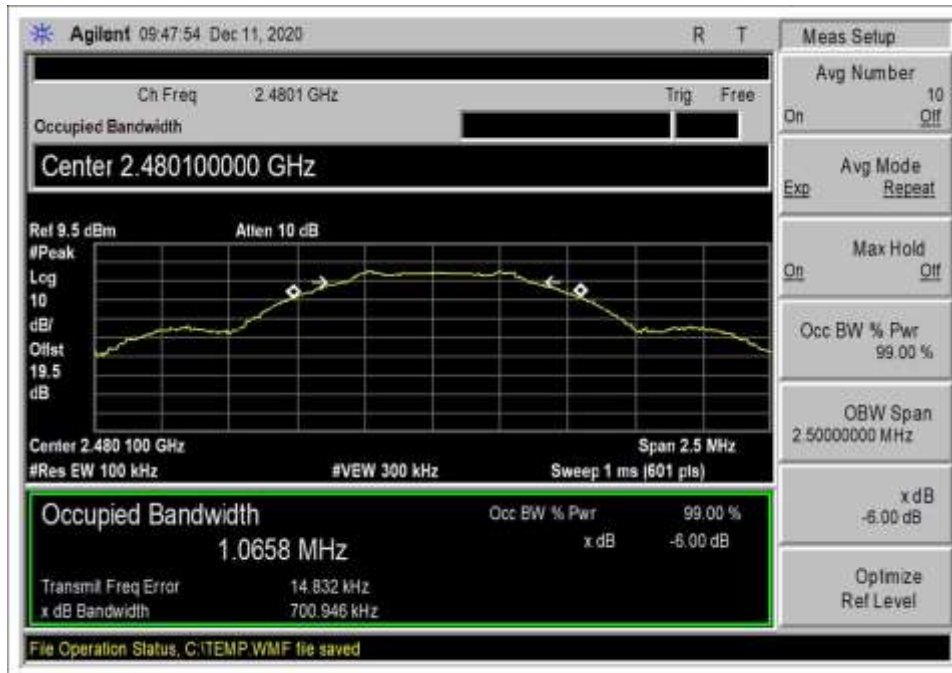 Agilent 09:47:54 Dec 11, 2020 R T
Ch Freq 2.4801 GHz Trig Free
Occupied Bandwidth
Center 2.480100000 GHz
Ref 9.5 dBm Atten 10 dB
#Peak
Log
10
dB/
Offst
19.5
dB
Center 2.480 100 GHz Span 2.5 MHz
#Res BW 100 kHz #VBW 300 kHz Sweep 1 ms (601 pts)
Occupied Bandwidth Occ BW % Pwr 99.00 %
1.0658 MHz x dB -6.00 dB
Transmit Freq Error 14.832 kHz
x dB Bandwidth 700.946 kHz
File Operation Status, C:\TEMP.WMF file saved
Meas Setup
Avg Number
10
On Off
Avg Mode
Exp Repeat
Max Hold
On Off
Occ BW % Pwr
99.00 %
OBW Span
2.50000000 MHz
x dB
-6.00 dB
Optimize
Ref Level